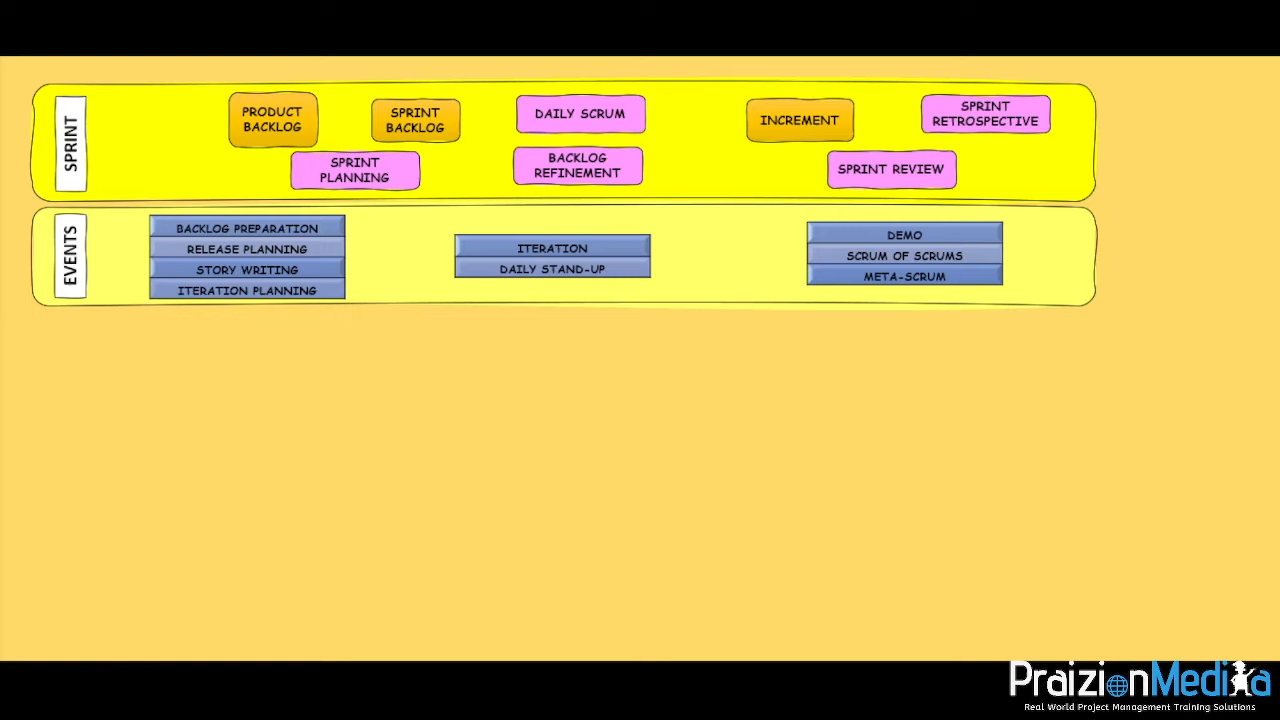 SPRINT
PRODUCT
BACKLOG
SPRINT
BACKLOG
DAILY SCRUM
INCREMENT
SPRINT
RETROSPECTIVE
SPRINT
PLANNING
BACKLOG
REFINEMENT
SPRINT REVIEW
EVENTS
BACKLOG PREPARATION
RELEASE PLANNING
STORY WRITING
ITERATION PLANNING
ITERATION
DAILY STAND-UP
DEMO
SCRUM OF SCRUMS
META-SCRUM
PraizionMedia
Real World Project Management Training Solutions